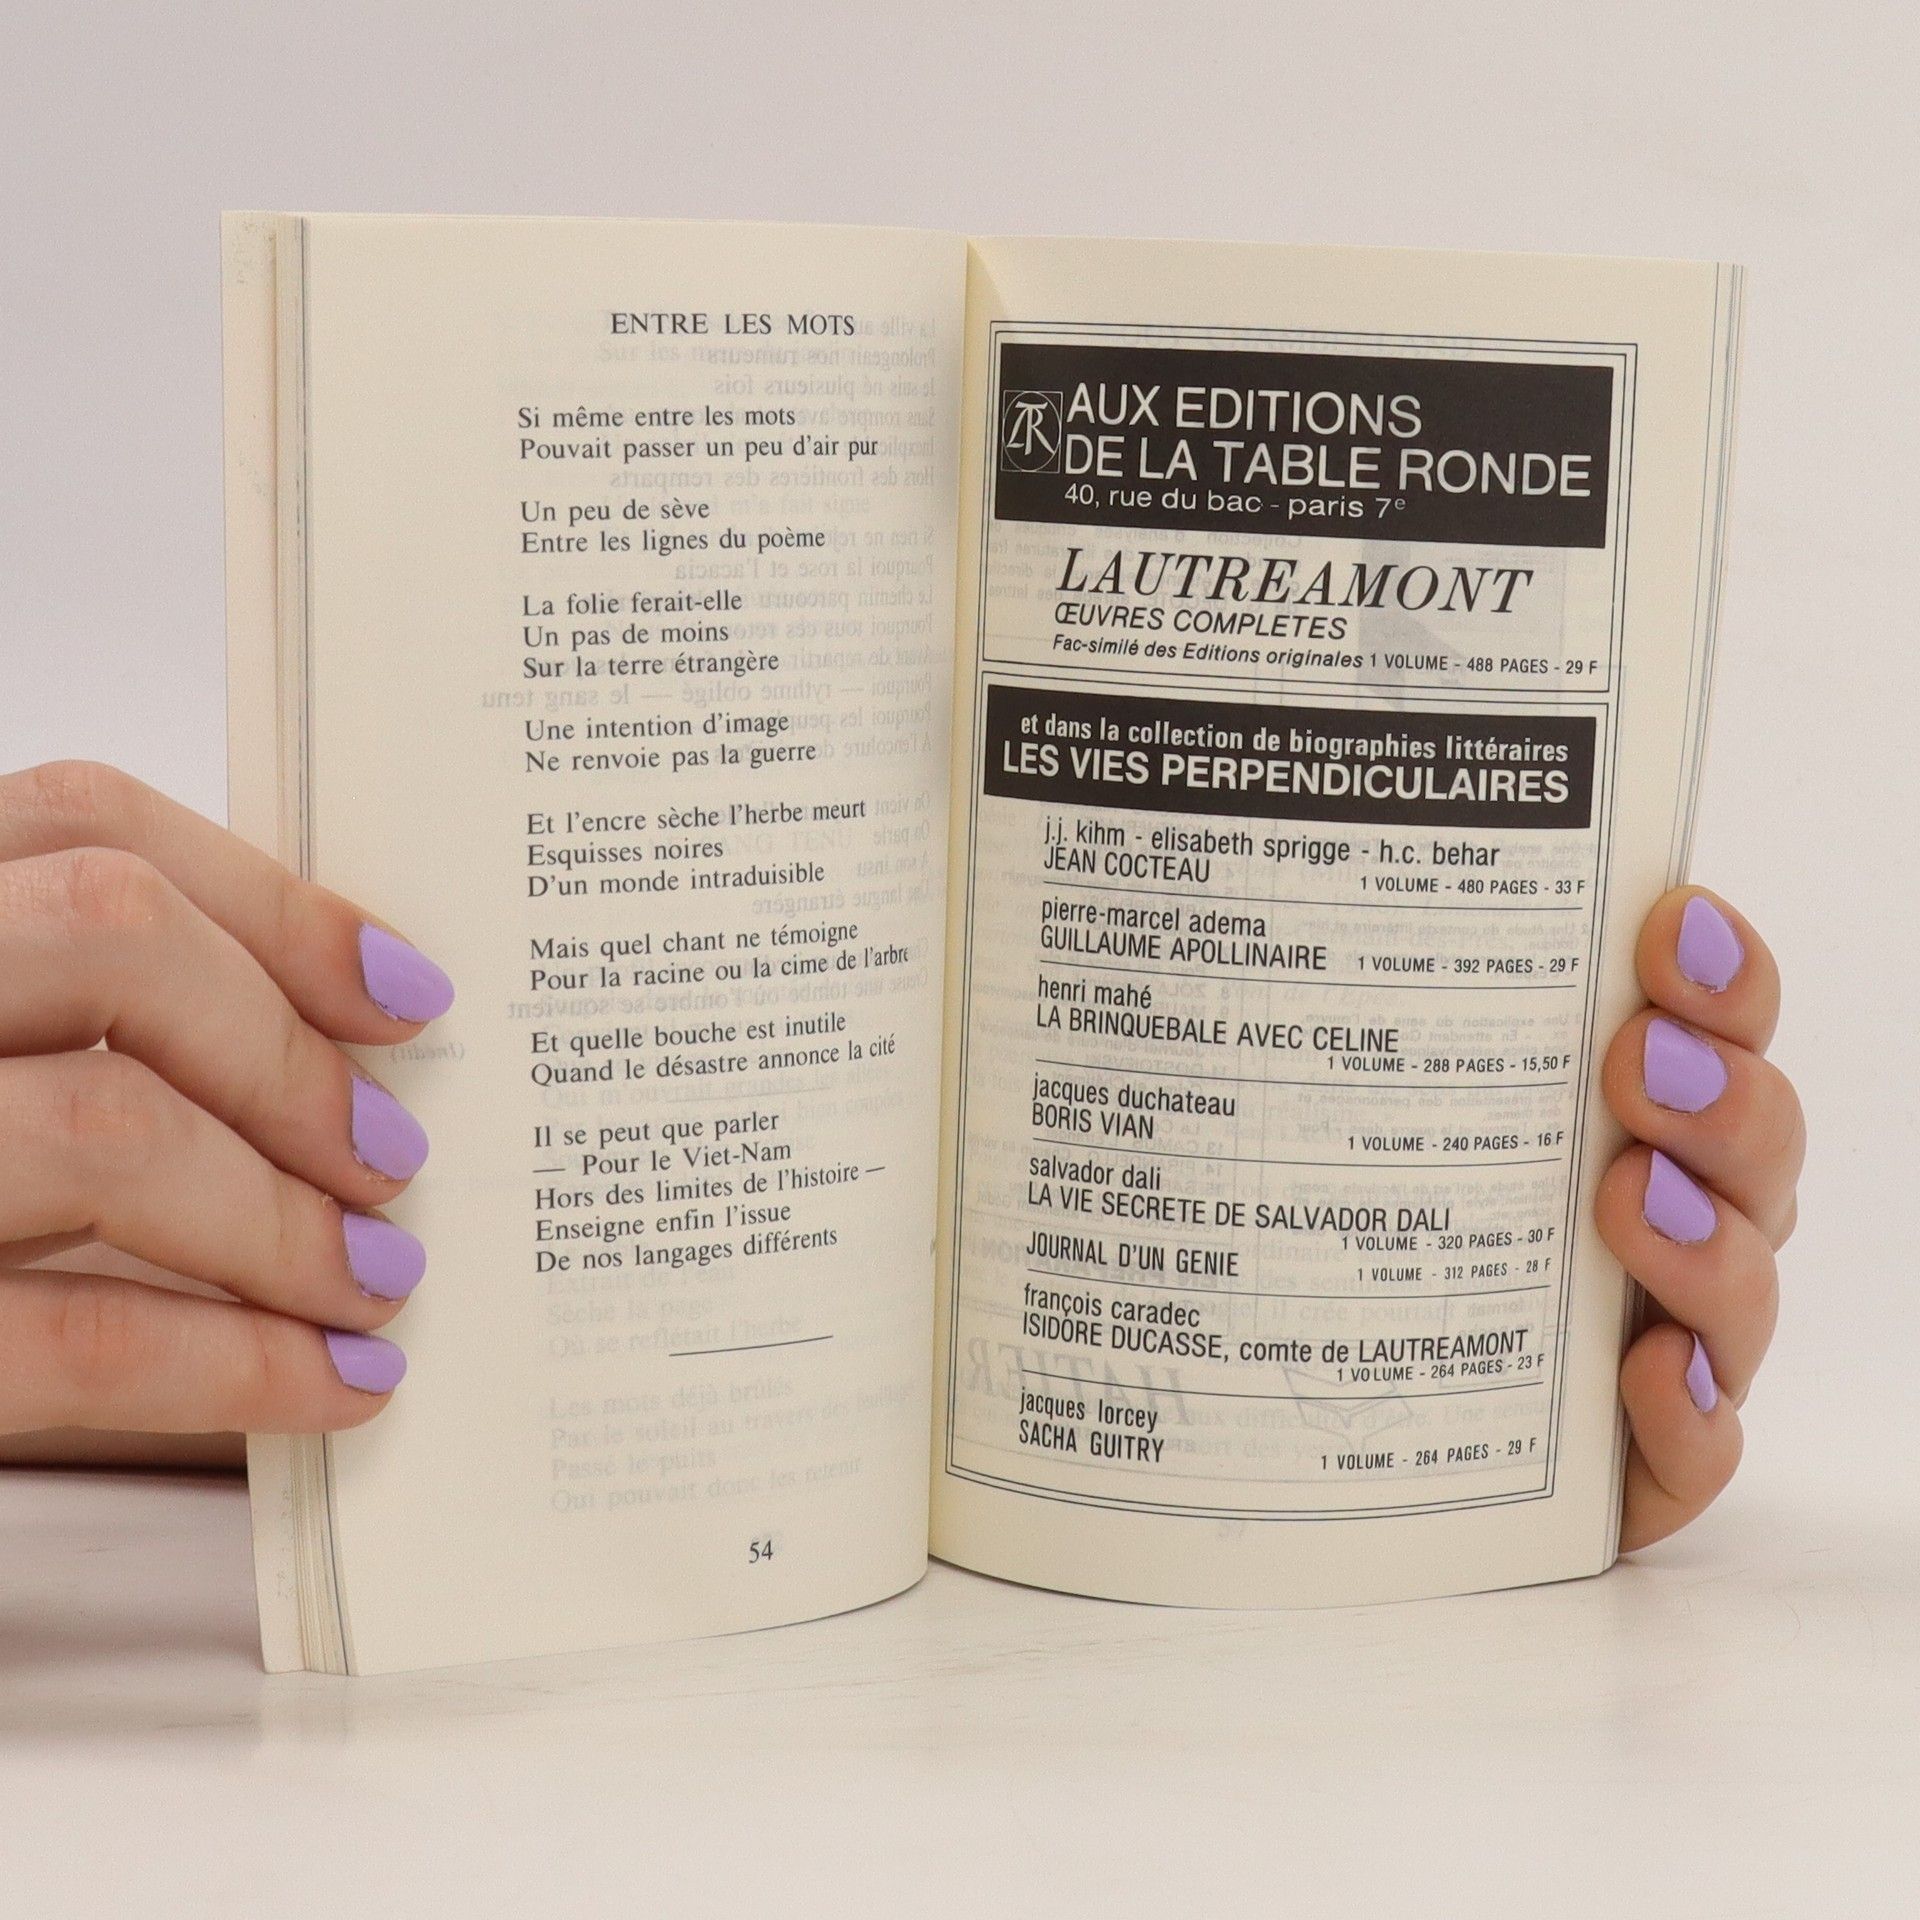 ENTRE LES MOTS
Si même entre les mots
Pouvait passer un peu d'air pur
Un peu de sève
Entre les lignes du poème
La folie ferait-elle
Un pas de moins
Sur la terre étrangère
Une intention d'image
Ne renvoie pas la guerre
Et l'encre sèche l'herbe meurt
Esquisses noires
D'un monde intraduisible
Mais quel chant ne témoigne
Pour la racine ou la cime de l'arbre
Et quelle bouche est inutile
Quand le désastre annonce la cité
Il se peut que parler
— Pour le Viet-Nam
Hors des limites de l'histoire —
Enseigne enfin l'issue
De nos langages différents
54
TR
AUX EDITIONS
DE LA TABLE RONDE
40, rue du bac - paris 7e
LAUTREAMONT
ŒUVRES COMPLETES
Fac-similé des Editions originales 1 VOLUME - 488 PAGES - 29 F
et dans la collection de biographies littéraires
LES VIES PERPENDICULAIRES
j.j. kihm - elisabeth sprigge - h.c. behar
JEAN COCTEAU 1 VOLUME - 480 PAGES - 33 F
pierre-marcel adema
GUILLAUME APOLLINAIRE 1 VOLUME - 392 PAGES - 29 F
henri mahé
LA BRINQUEBALE AVEC CELINE
1 VOLUME - 288 PAGES - 15,50 F
jacques duchateau
BORIS VIAN 1 VOLUME - 240 PAGES - 16 F
salvador dali
LA VIE SECRETE DE SALVADOR DALI
1 VOLUME - 320 PAGES - 30 F
JOURNAL D'UN GENIE 1 VOLUME - 312 PAGES - 28 F
françois caradec
ISIDORE DUCASSE, comte de LAUTREAMONT
1 VOLUME - 264 PAGES - 23 F
jacques lorcey
SACHA GUITRY 1 VOLUME - 264 PAGES - 29 F